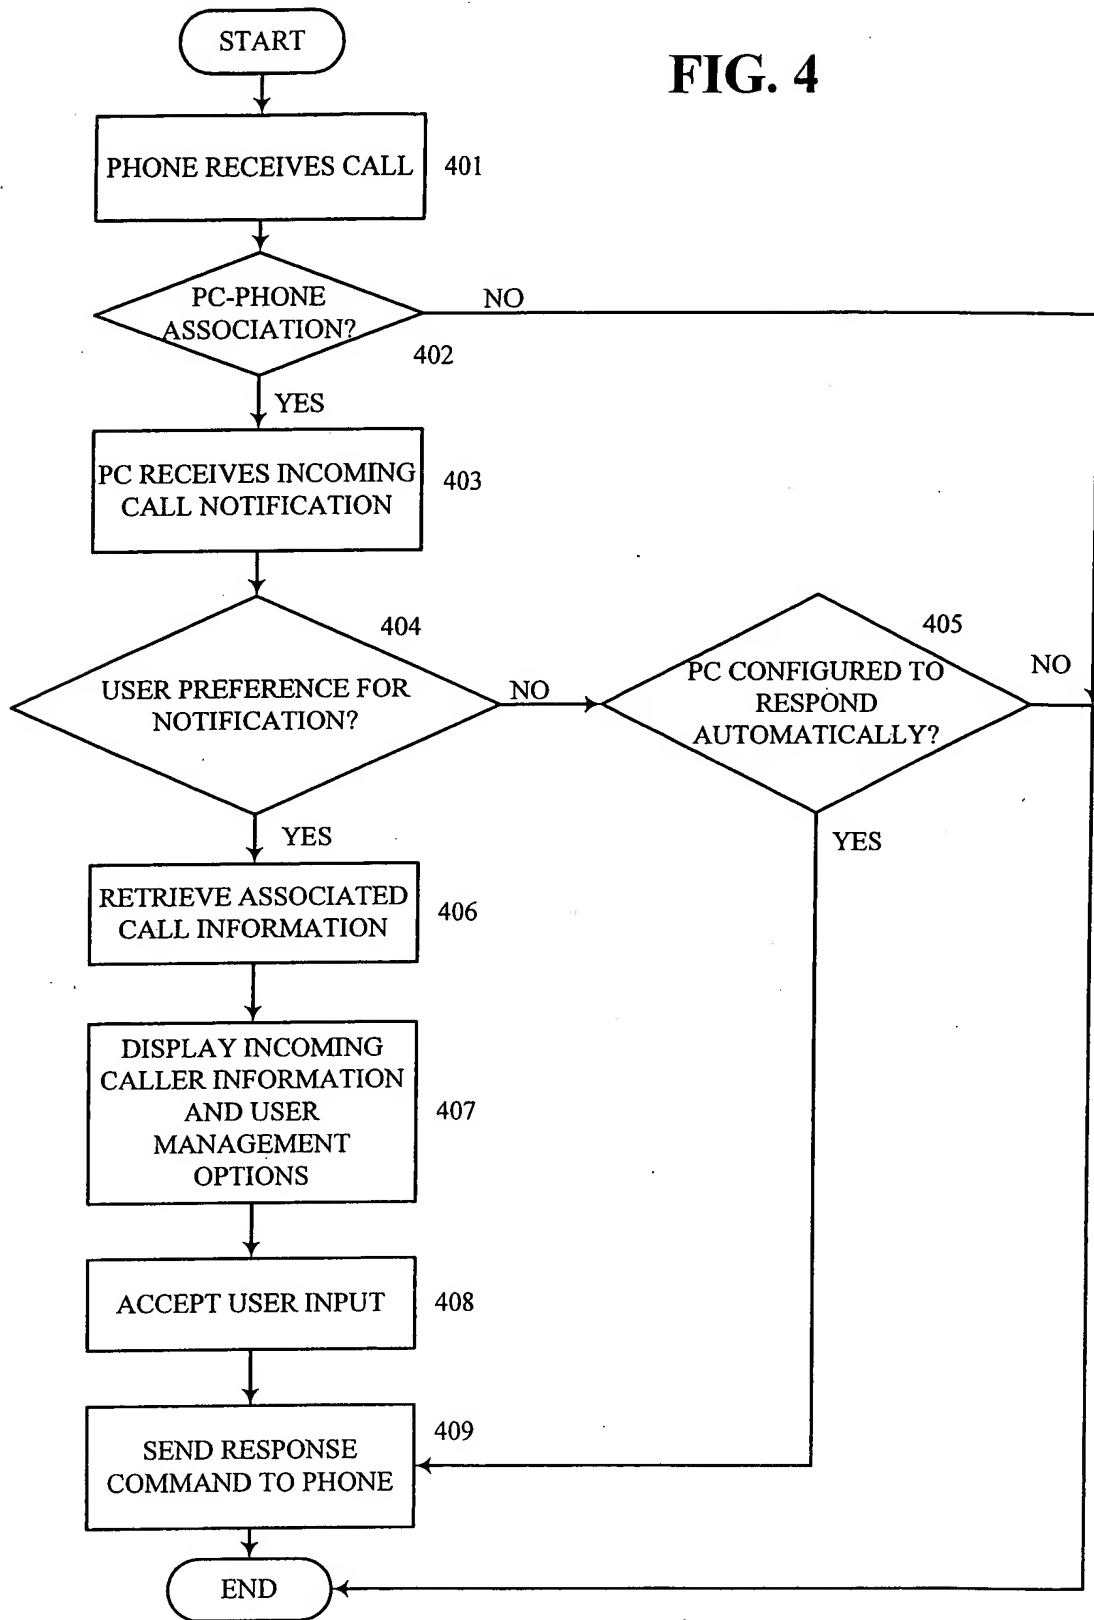 START
FIG. 4
PHONE RECEIVES CALL
401
PC-PHONE
ASSOCIATION?
NO
402
YES
PC RECEIVES INCOMING
CALL NOTIFICATION
403
404
USER PREFERENCE FOR
NOTIFICATION?
NO
405
PC CONFIGURED TO
RESPOND
AUTOMATICALLY?
NO
YES
YES
RETRIEVE ASSOCIATED
CALL INFORMATION
406
DISPLAY INCOMING
CALLER INFORMATION
AND USER
MANAGEMENT
OPTIONS
407
ACCEPT USER INPUT
408
SEND RESPONSE
COMMAND TO PHONE
409
END